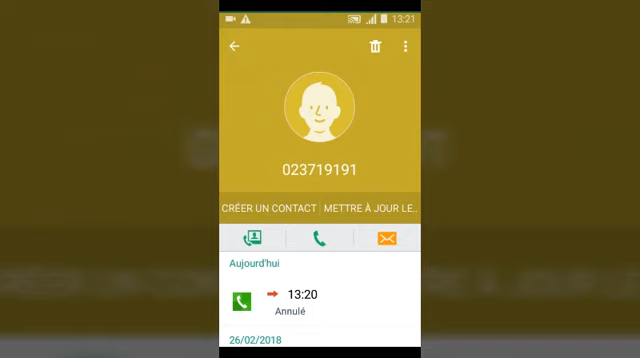 13:21
023719191
CRÉER UN CONTACT
METTRE À JOUR LE..
Aujourd'hui
13:20
Annulé
26/02/2018